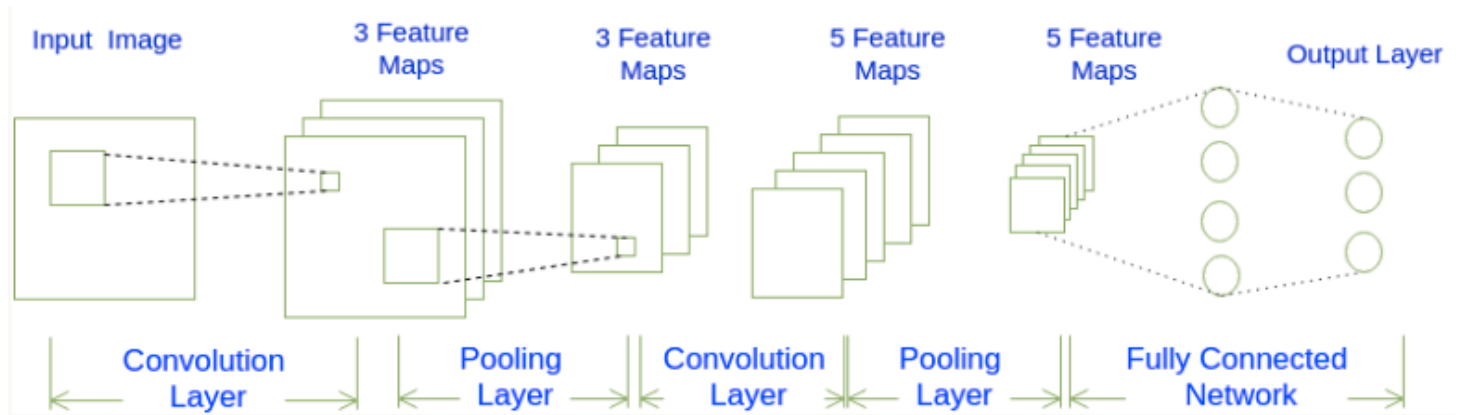 Input Image
3 Feature
Maps
3 Feature
Maps
5 Feature
Maps
5 Feature
Maps
Output Layer
Convolution
Layer
Pooling
Layer
Convolution
Layer
Pooling
Layer
Fully Connected
Network